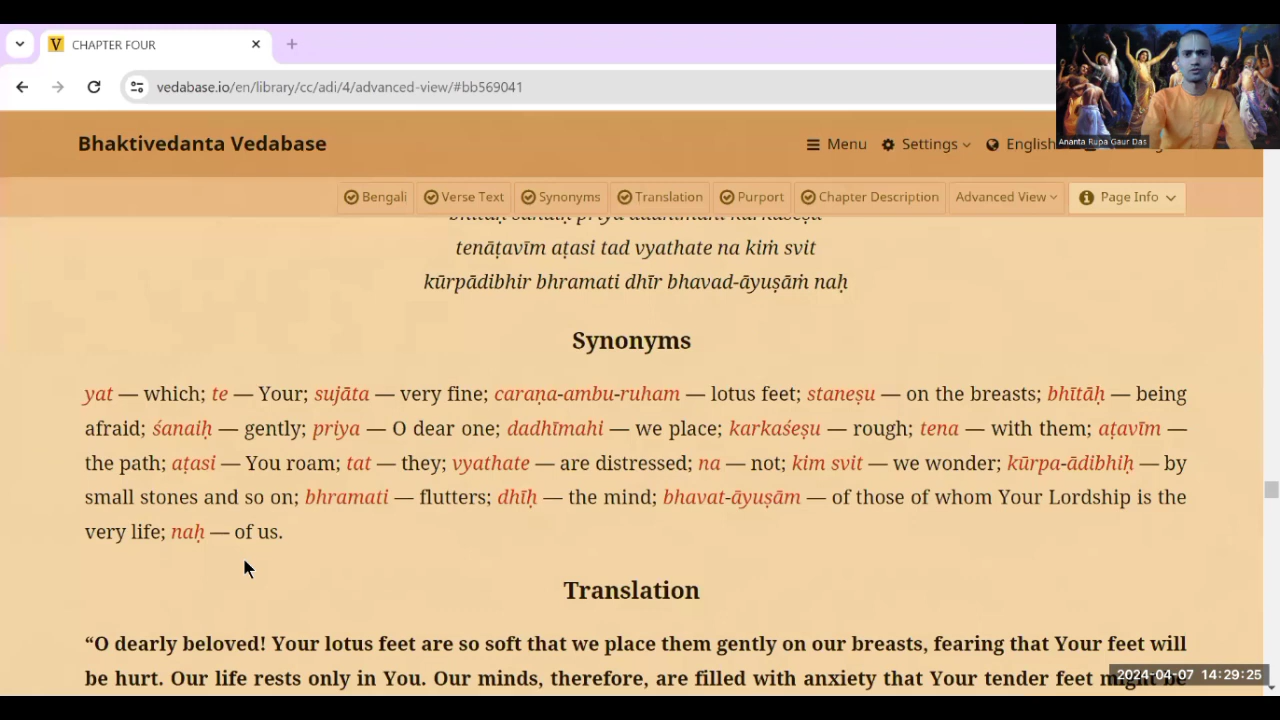 CHAPTER FOUR
vedabase.io/en/library/cc/adi/4/advanced-view/#bb569041
Ananta Rupa Gaur Das
Bhaktivedanta Vedabase
Menu Settings English
Bengali Verse Text Synonyms Translation Purport Chapter Description Advanced View Page Info
tenāṭavīm aṭasi tad vyathate na kiṁ svit
kūrpādibhir bhramati dhīr bhavad-āyuṣāṁ naḥ
Synonyms
yat — which; te — Your; sujāta — very fine; caraṇa-ambu-ruham — lotus feet; staneṣu — on the breasts; bhītāḥ — being
afraid; śanaiḥ — gently; priya — O dear one; dadhīmahi — we place; karkaśeṣu — rough; tena — with them; aṭavīm —
the path; aṭasi — You roam; tat — they; vyathate — are distressed; na — not; kim svit — we wonder; kūrpa-ādibhiḥ — by
small stones and so on; bhramati — flutters; dhīḥ — the mind; bhavat-āyuṣām — of those of whom Your Lordship is the
very life; naḥ — of us.
Translation
“O dearly beloved! Your lotus feet are so soft that we place them gently on our breasts, fearing that Your feet will
be hurt. Our life rests only in You. Our minds, therefore, are filled with anxiety that Your tender feet might be
2024-04-07 14:29:25